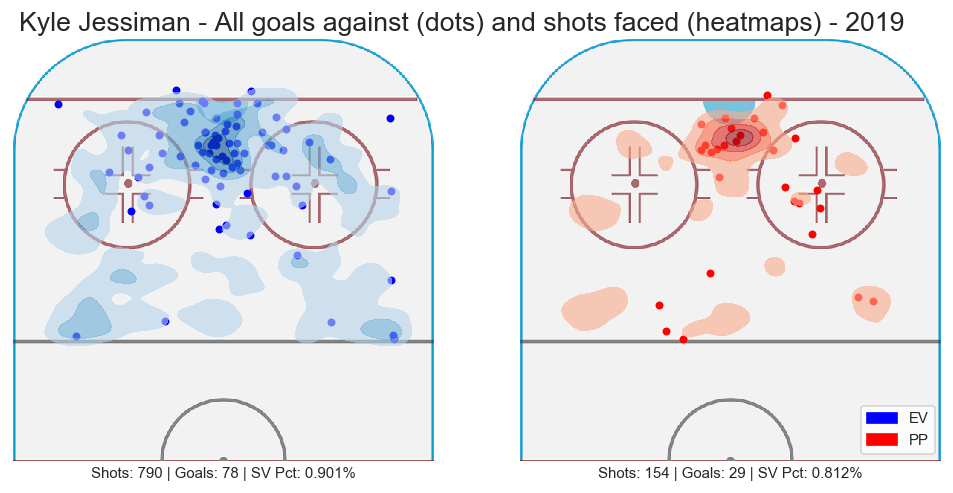 Kyle Jessiman - All goals against (dots) and shots faced (heatmaps) - 2019
EV
PP
Shots: 790 | Goals: 78 | SV Pct: 0.901%
Shots: 154 | Goals: 29 | SV Pct: 0.812%